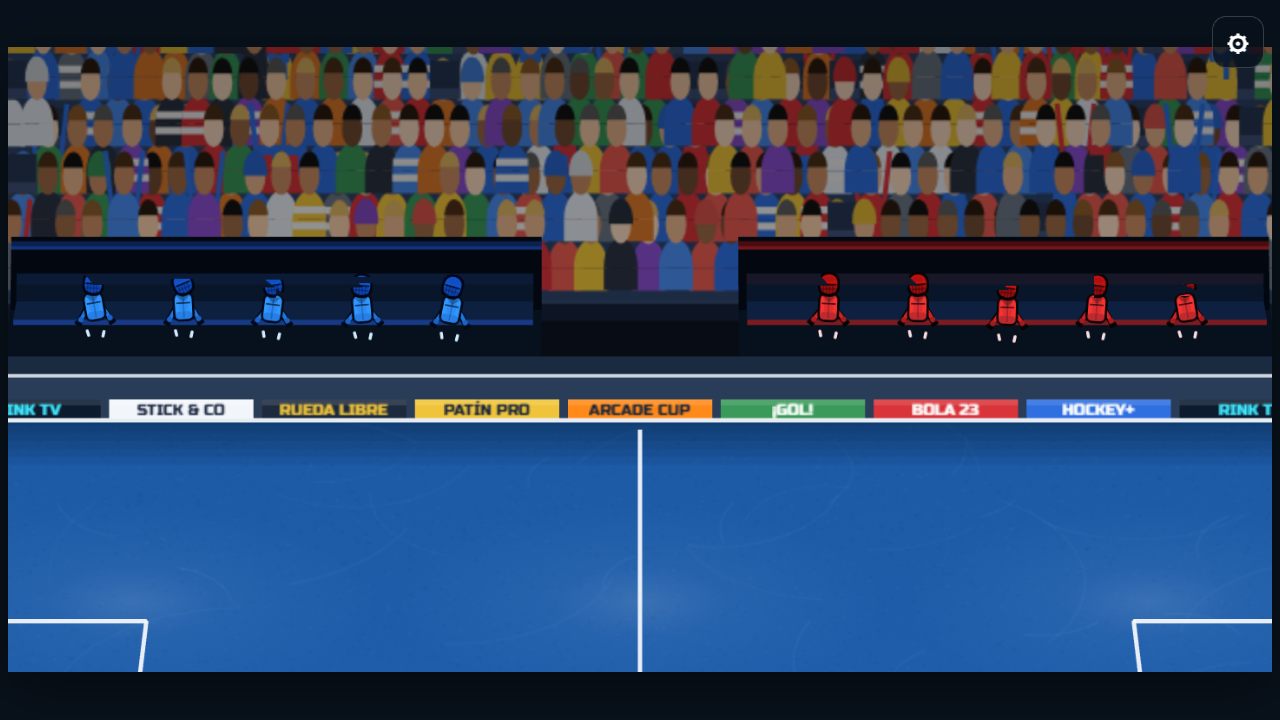 INK TV
STICK & CO
RUEDA LIBRE
PATÍN PRO
ARCADE CUP
¡GOL!
BOLA 23
HOCKEY+
RINK T